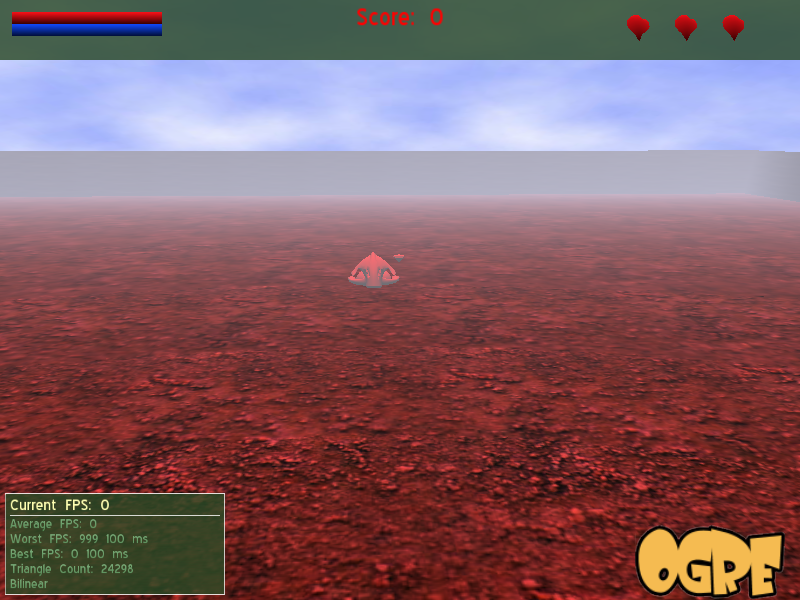 Score: 0
Current FPS: 0
Average FPS: 0
Worst FPS: 999 100 ms
Best FPS: 0 100 ms
Triangle Count: 24298
Bilinear
OGRE